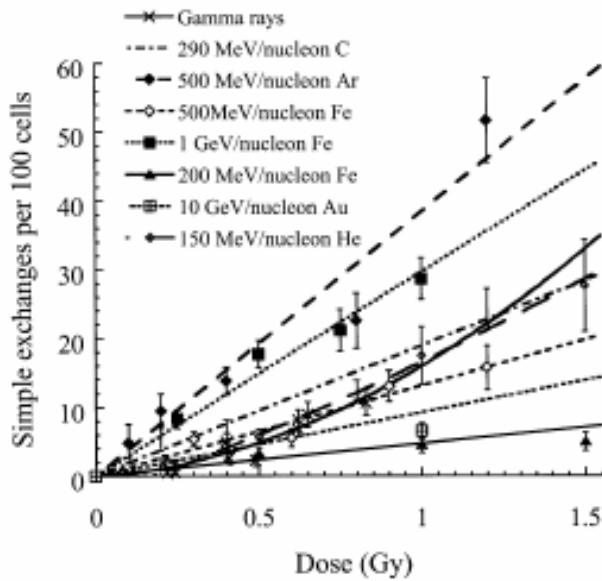 Gamma rays
290 MeV/nucleon C
500 MeV/nucleon Ar
500MeV/nucleon Fe
1 GeV/nucleon Fe
200 MeV/nucleon Fe
10 GeV/nucleon Au
150 MeV/nucleon He
Simple exchanges per 100 cells
60
50
40
30
20
10
0
0
0.5
1
1.5
Dose (Gy)